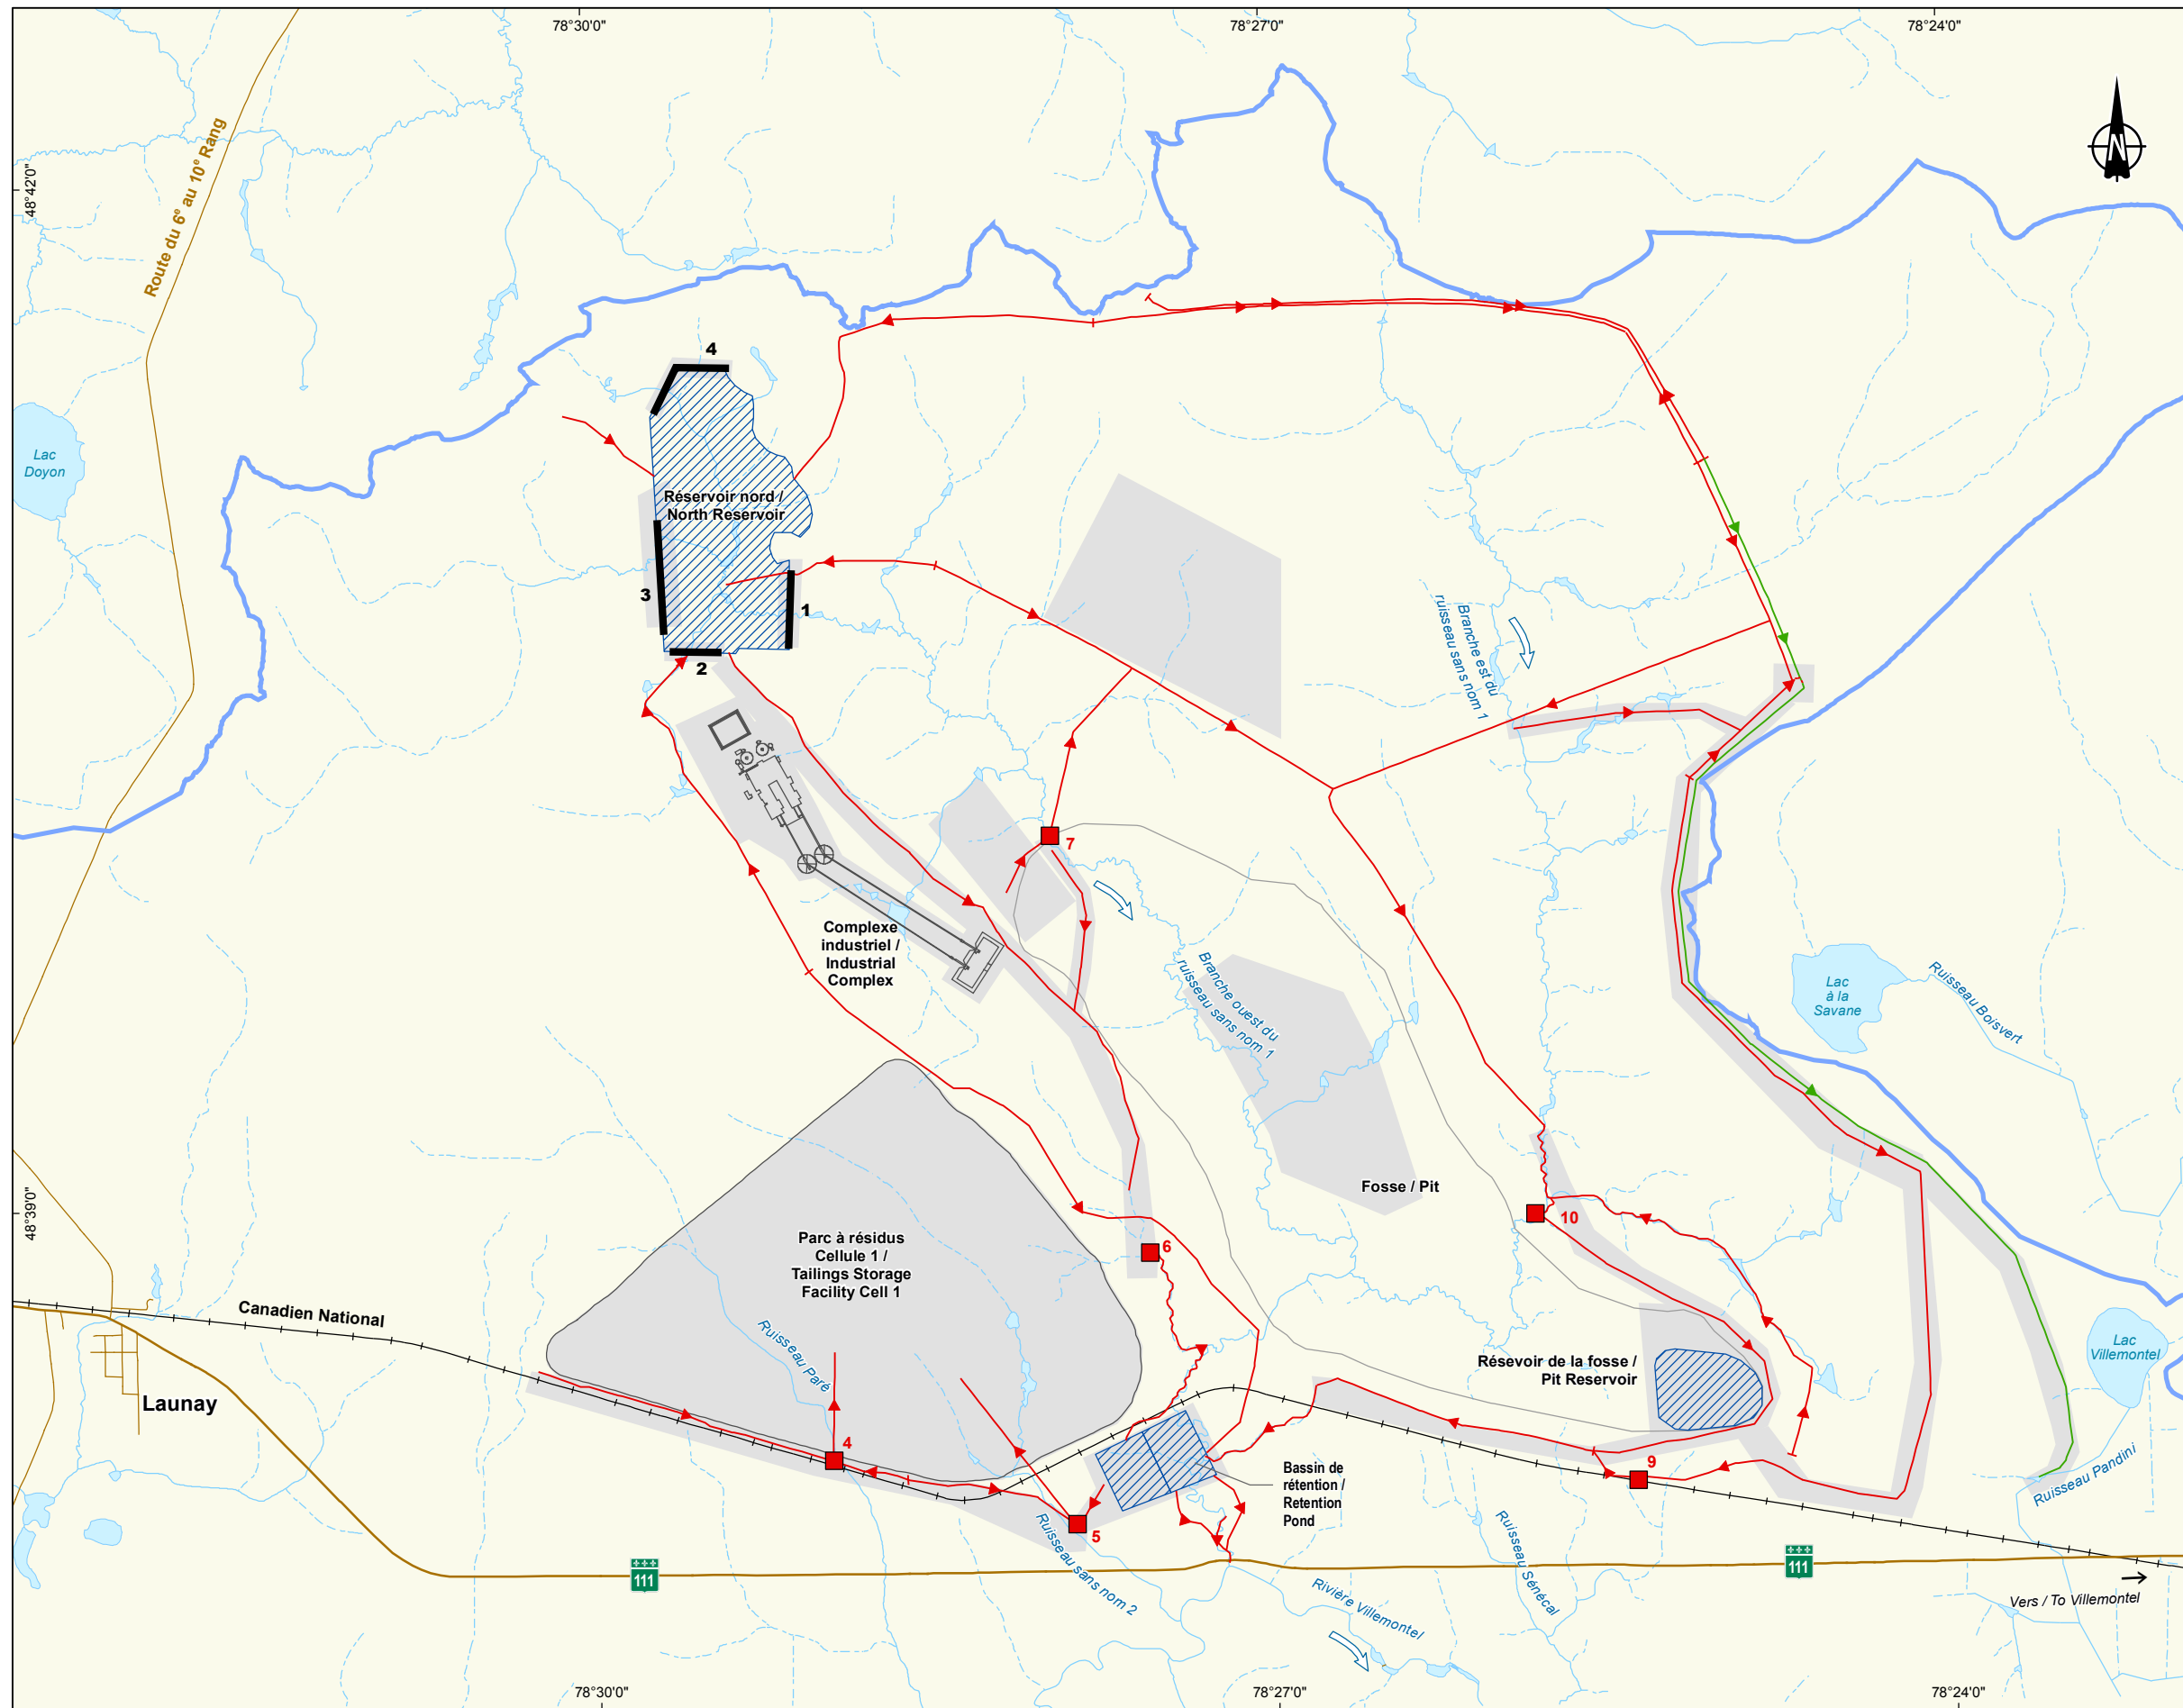 78°30'0"
78°27'0"
78°24'0"
48°42'0"
Route du 6e au 10e Rang
N
4
Lac
Doyon
Réservoir nord /
North Reservoir
3
1
2
Branche est du
ruisseau sans nom 1
7
Complexe
industriel /
Industrial
Complex
Branche ouest du
ruisseau sans nom 1
Lac
à la
Savane
Ruisseau Boisvert
Fosse / Pit
10
48°39'0"
Parc à résidus
Cellule 1 /
Tailings Storage
Facility Cell 1
6
Canadien National
Ruisseau Paré
Résevoir de la fosse /
Pit Reservoir
Lac
Villemontel
Launay
4
9
Bassin de
rétention /
Retention
Pond
Ruisseau Pandini
5
Ruisseau sans nom 2
Ruisseau Sénécal
111
111
Rivière Villemontel
Vers / To Villemontel
78°30'0"
78°27'0"
78°24'0"